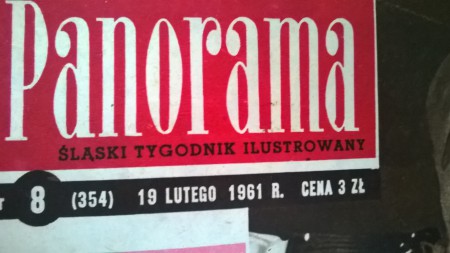 Panorama
ŚLĄSKI TYGODNIK ILUSTROWANY
r 8 (354) 19 LUTEGO 1961 R. CENA 3 ZŁ